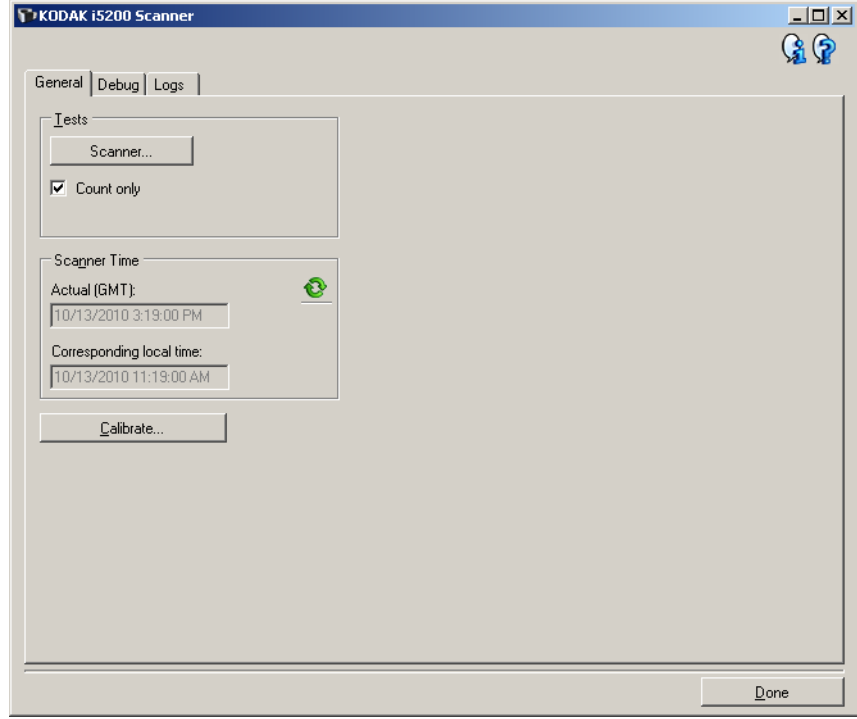 KODAK i5200 Scanner
General Debug Logs
Tests
Scanner...
Count only
Scanner Time
Actual (GMT):
10/13/2010 3:19:00 PM
Corresponding local time:
10/13/2010 11:19:00 AM
Calibrate...
Done